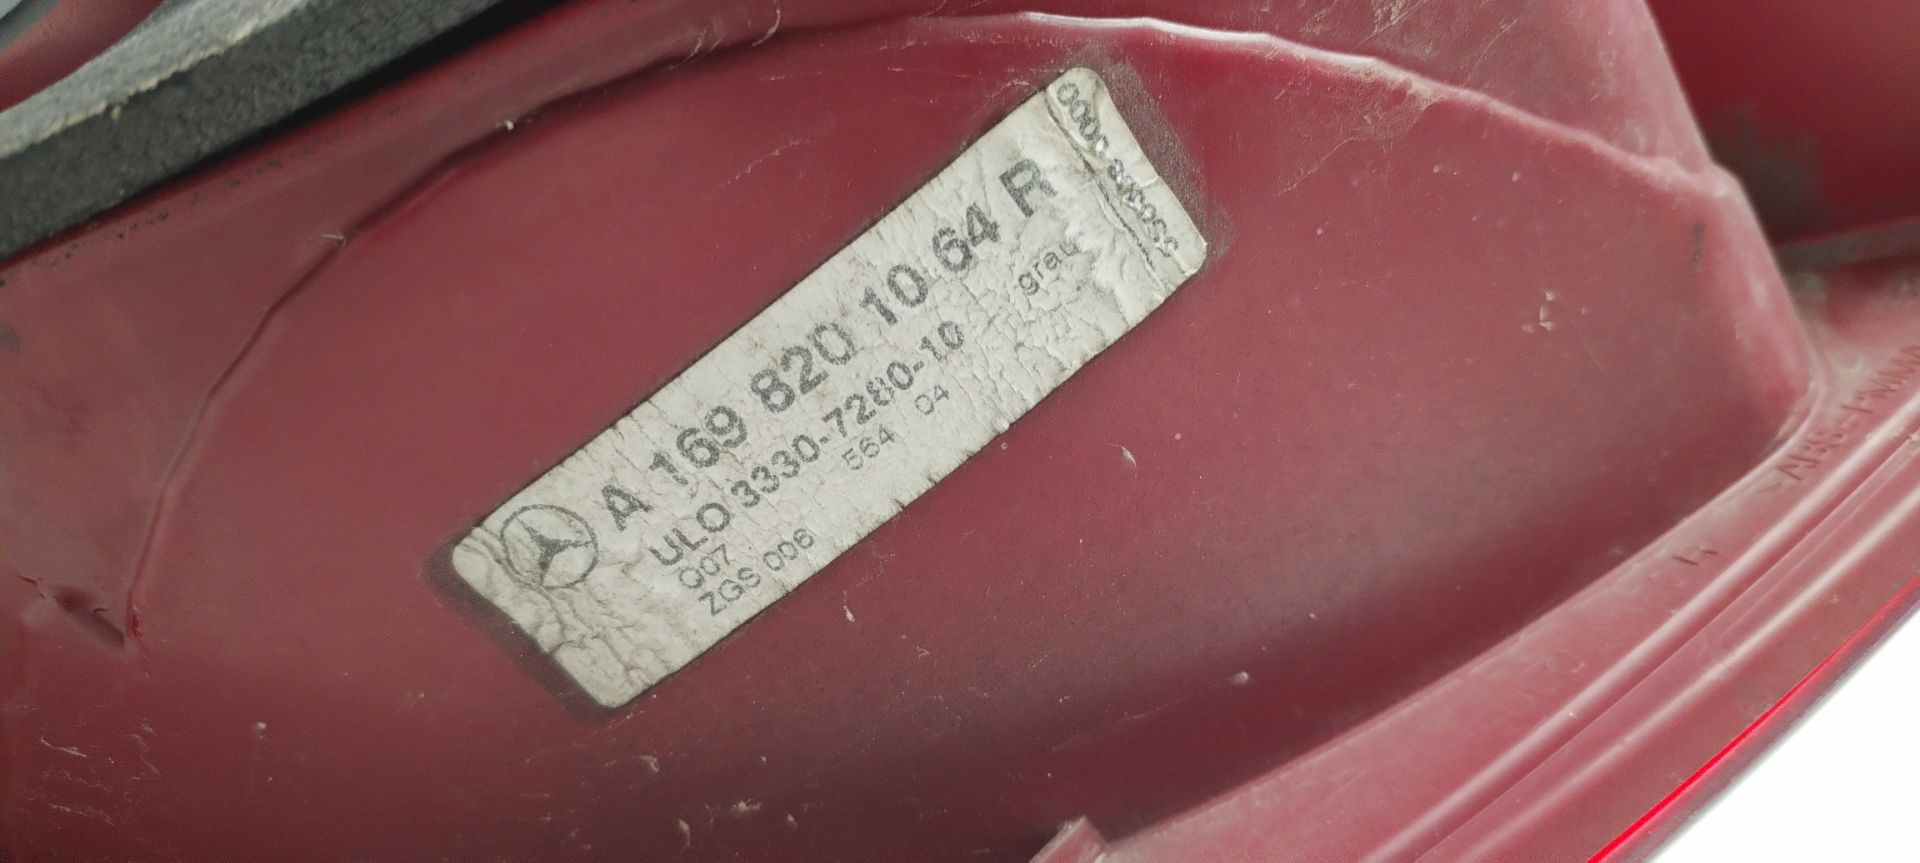 A 169 820 10 64 R
ULO 3330-7280-10 grau
007 564 04
ZGS 006